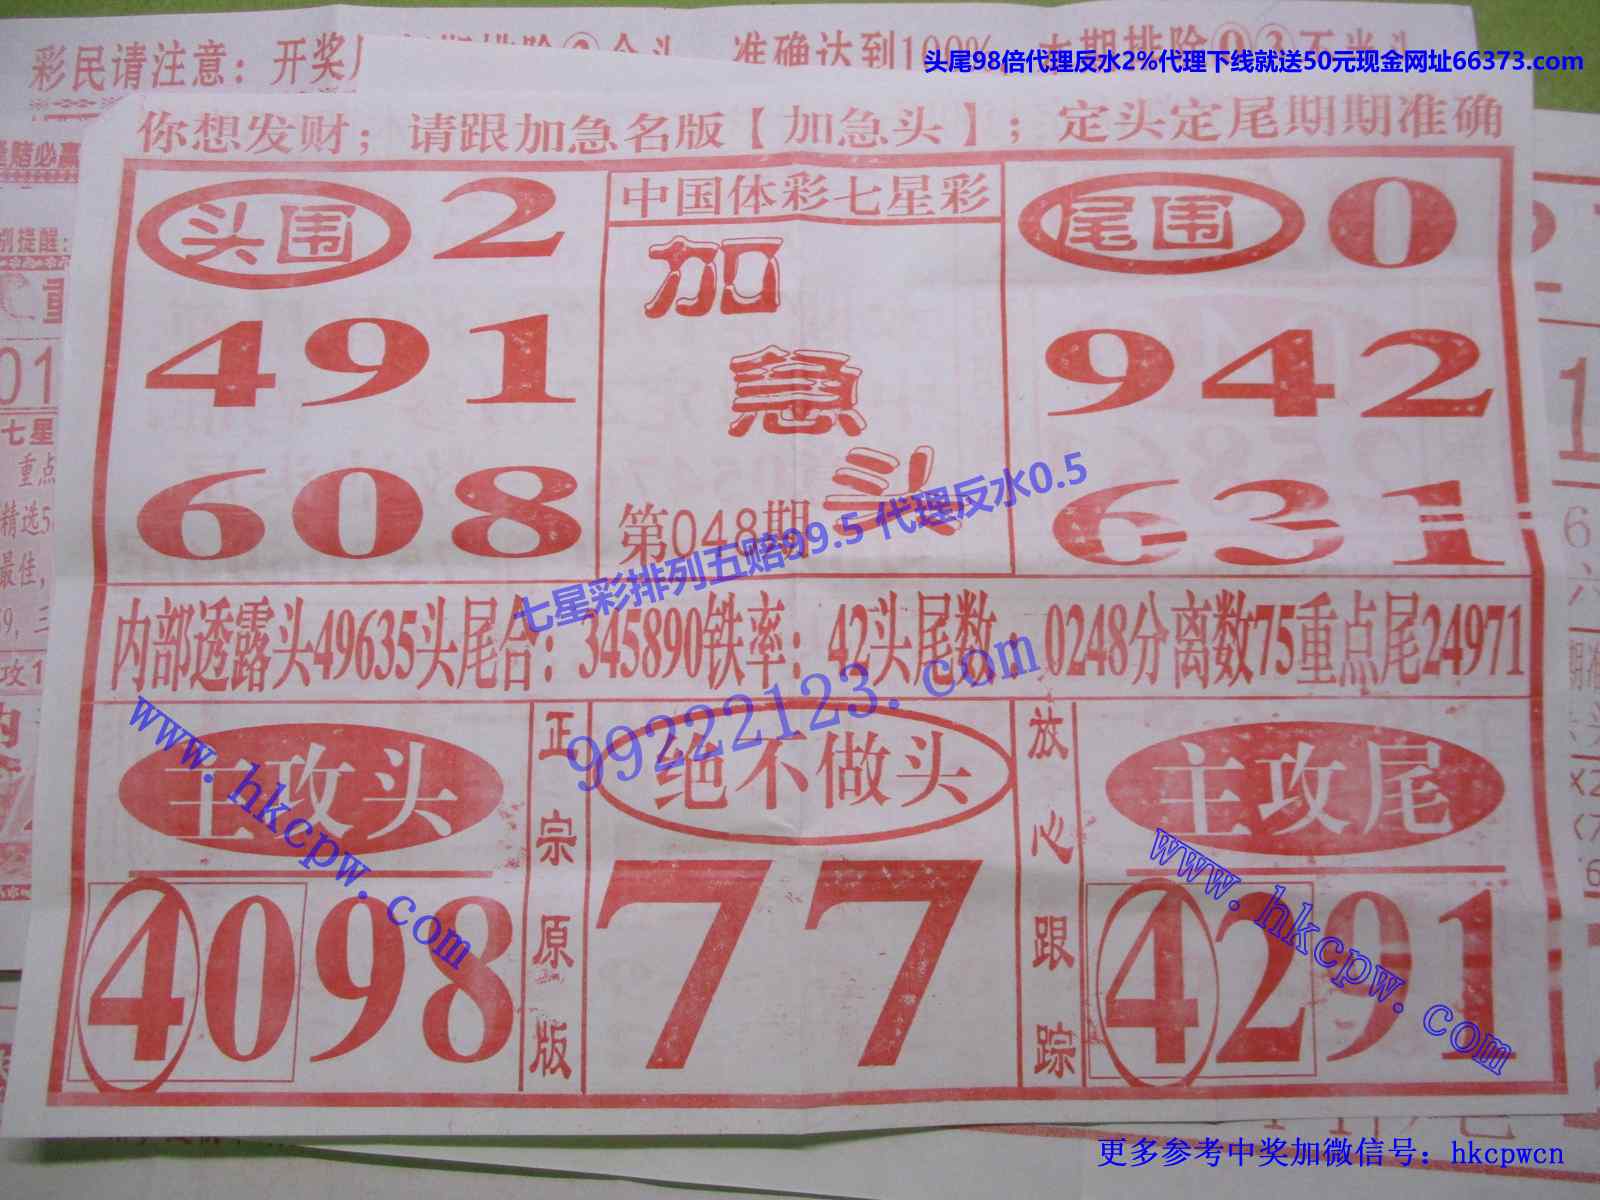 彩民请注意：开奖
准确达到100%
头尾98倍代理反水2%代理下线就送50元现金网址66373.com
你想发财；请跟加急名版【加急头】；定头定尾期期准确
头围 2
491
608
中国体彩七星彩
加急头
第048期
尾围 0
942
631
七星彩排列五赔99.5 代理反水0.5
内部透露头49635头尾合：345890铁率：42头尾数：0248分离数75重点尾24971
99222123.com
www.hkcpw.com
主攻头
4098
正宗原版
绝不做头
77
放心跟踪
主攻尾
4291
www.hkcpw.com
更多参考中奖加微信号：hkcpwcn